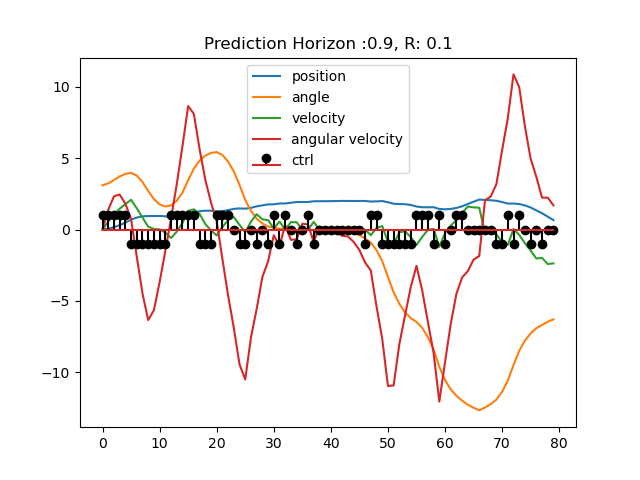 Prediction Horizon :0.9, R: 0.1
position
angle
velocity
angular velocity
ctrl
10
5
0
−5
−10
0 10 20 30 40 50 60 70 80